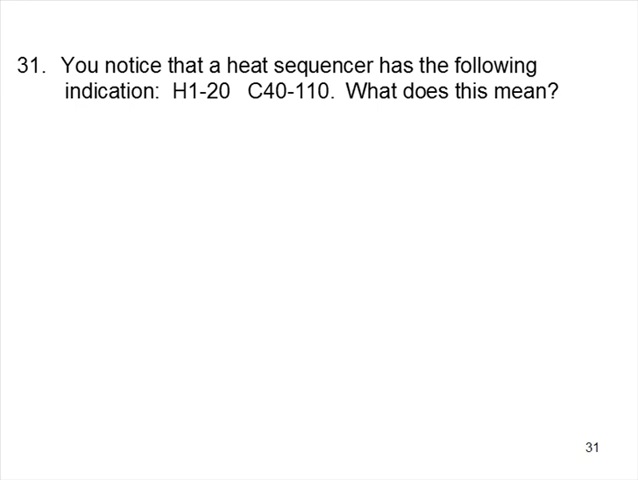 31. You notice that a heat sequencer has the following
indication: H1-20 C40-110. What does this mean?
31